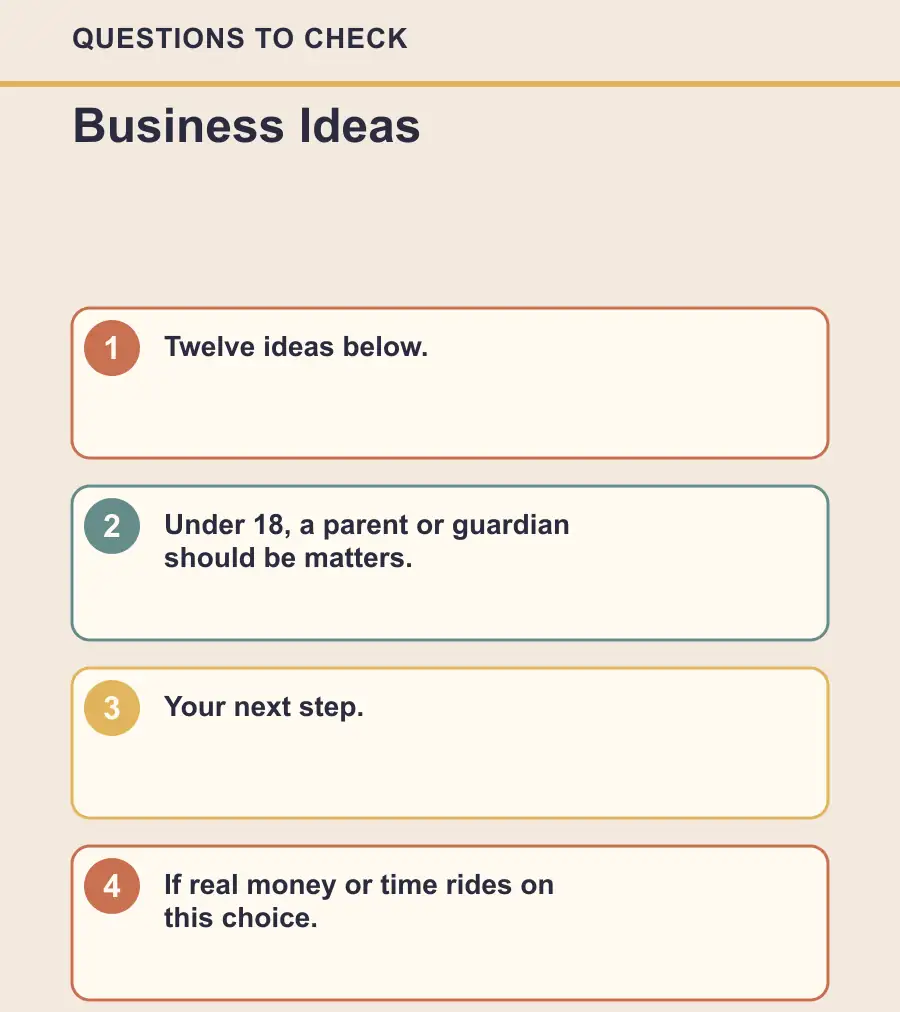 QUESTIONS TO CHECK
Business Ideas
1
Twelve ideas below.
2
Under 18, a parent or guardian
should be matters.
3
Your next step.
4
If real money or time rides on
this choice.